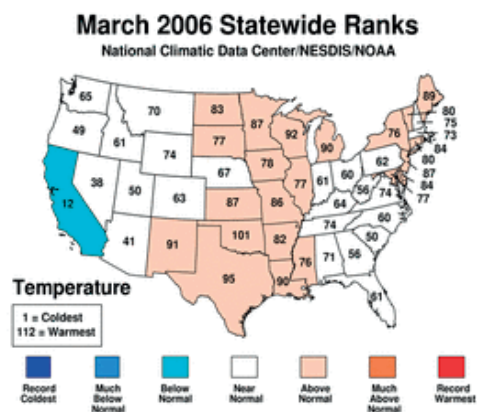 March 2006 Statewide Ranks
National Climatic Data Center/NESDIS/NOAA
65
70
83
87
89
49
61
77
92
90
76
80
75
73
84
74
78
62
80
87
84
77
38
50
63
67
77
61
60
56
74
12
87
86
64
60
41
91
101
82
74
50
95
90
76
71
56
61
Temperature
1 = Coldest
112 = Warmest
Record
Coldest
Much
Below
Normal
Below
Normal
Near
Normal
Above
Normal
Much
Above
Normal
Record
Warmest